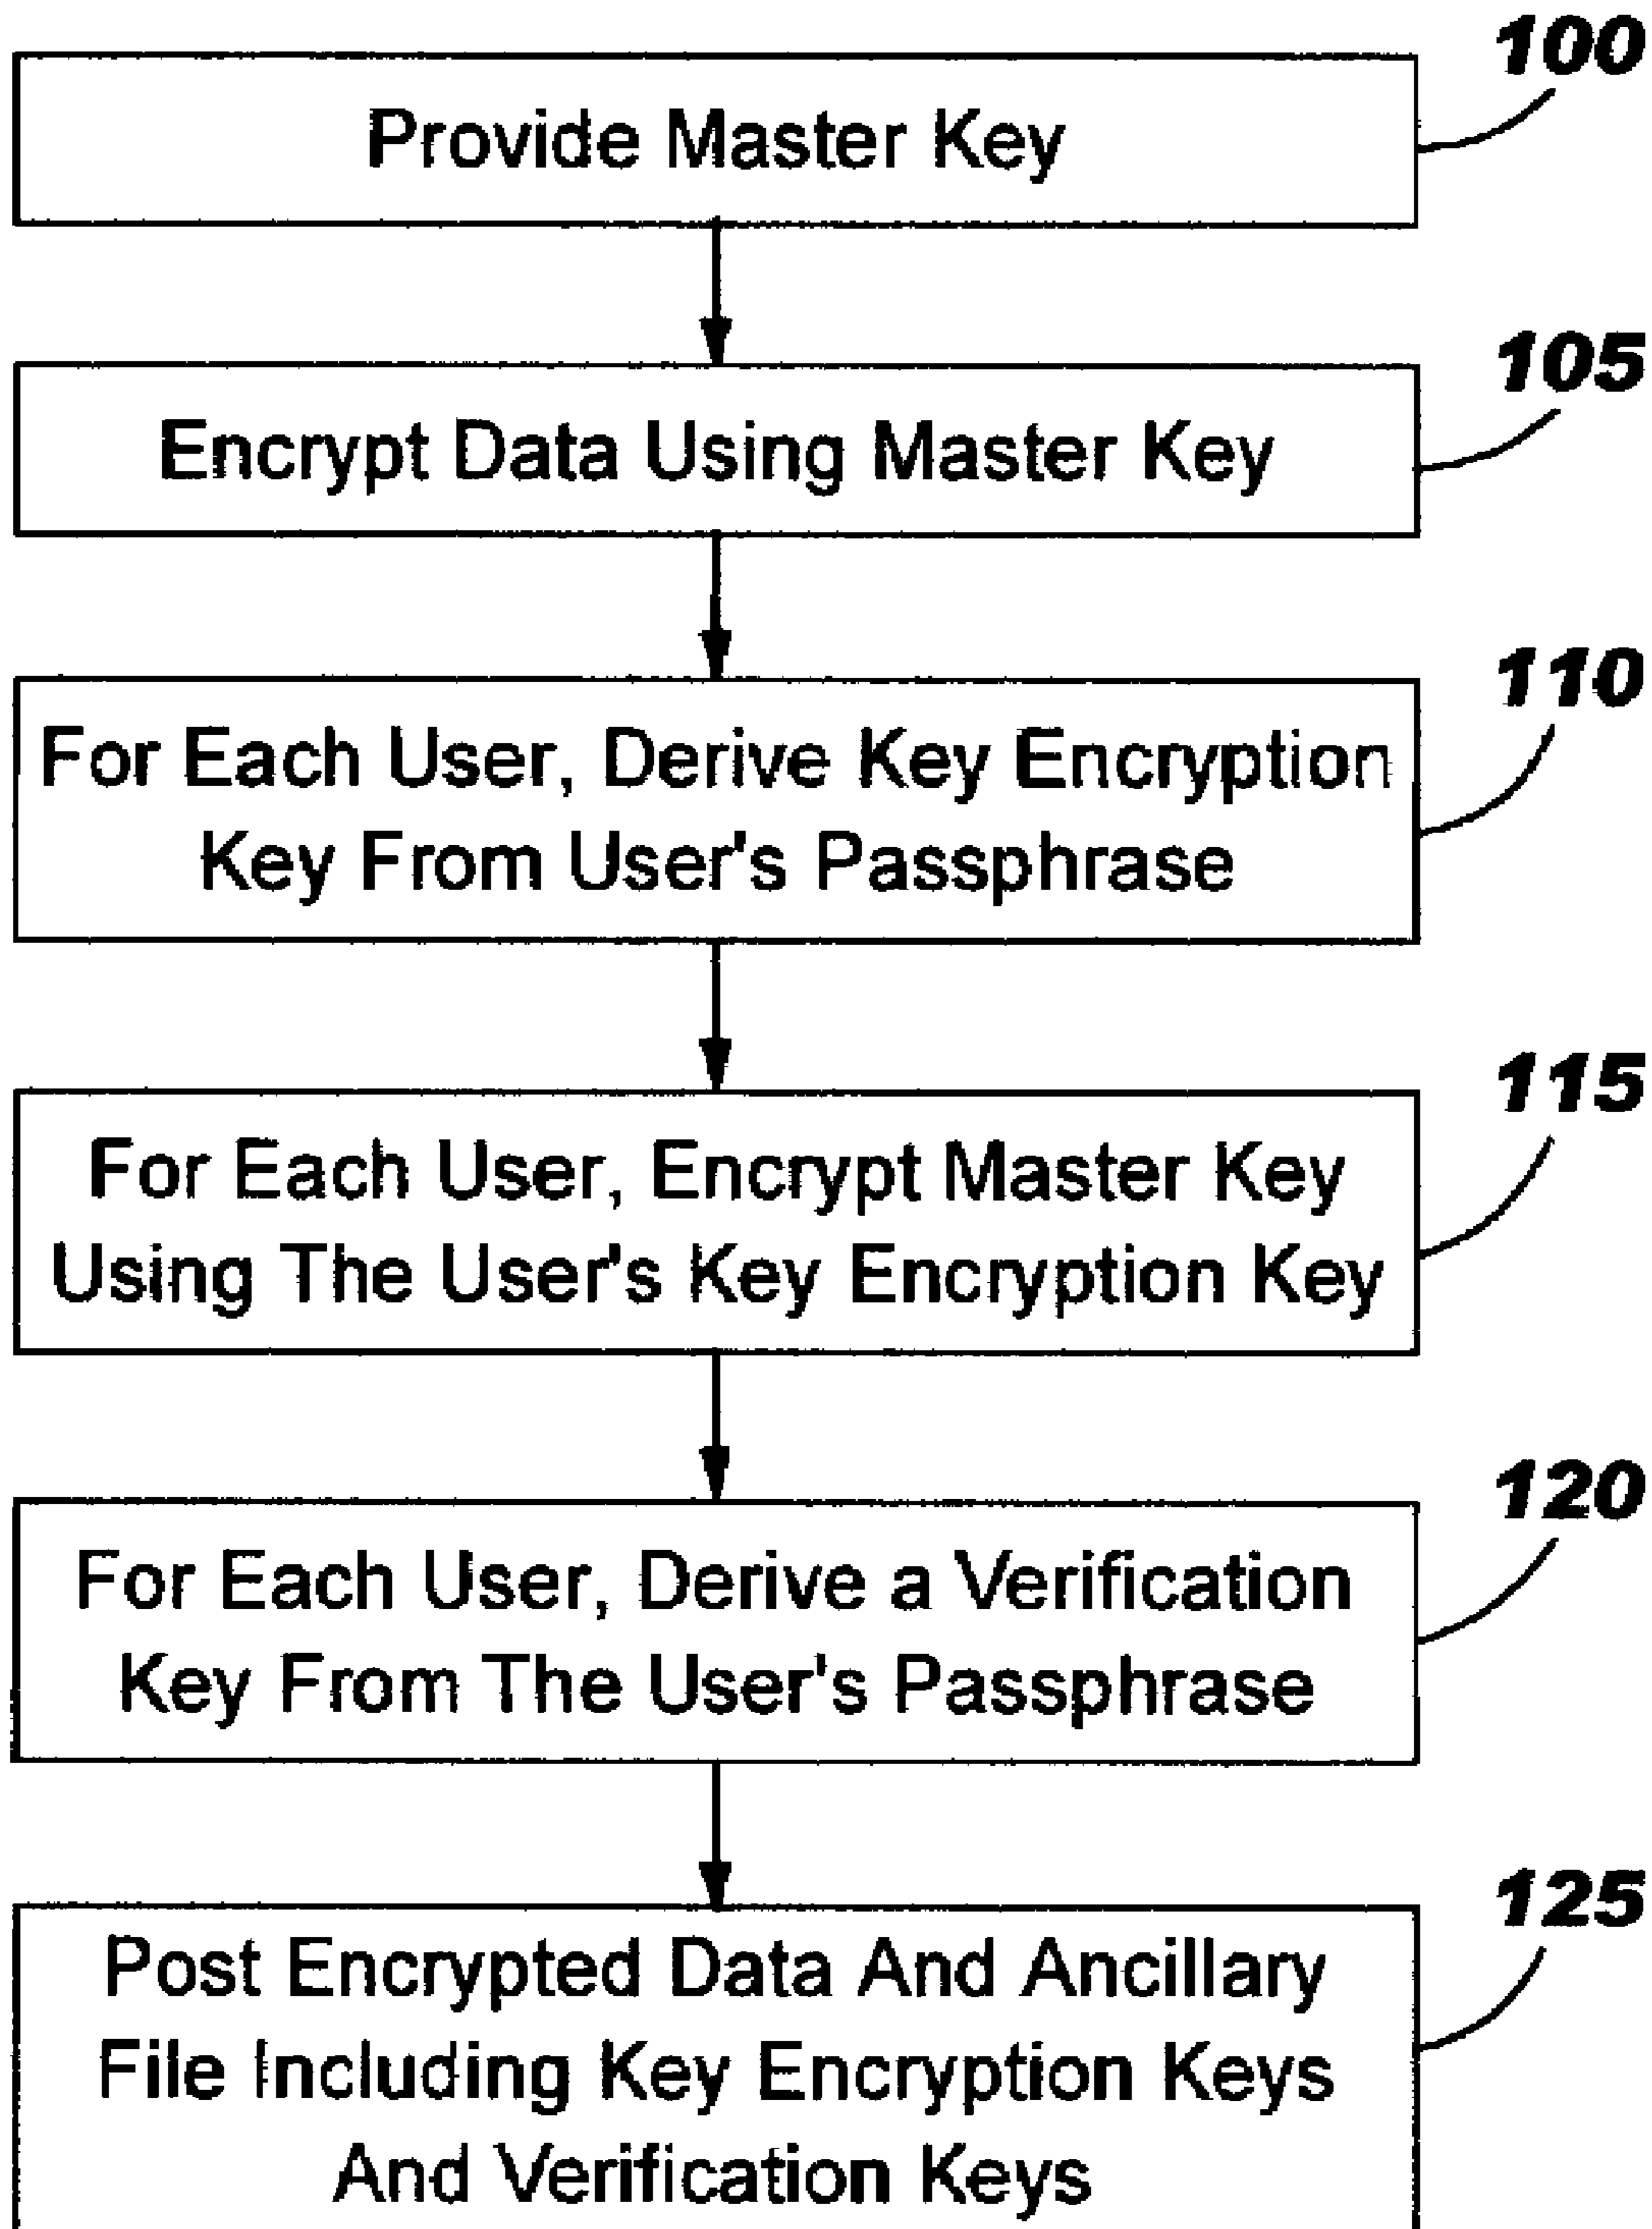 100
Provide Master Key
105
Encrypt Data Using Master Key
110
For Each User, Derive Key Encryption
Key From User's Passphrase
115
For Each User, Encrypt Master Key
Using The User's Key Encryption Key
120
For Each User, Derive a Verification
Key From The User's Passphrase
125
Post Encrypted Data And Ancillary
File Including Key Encryption Keys
And Verification Keys